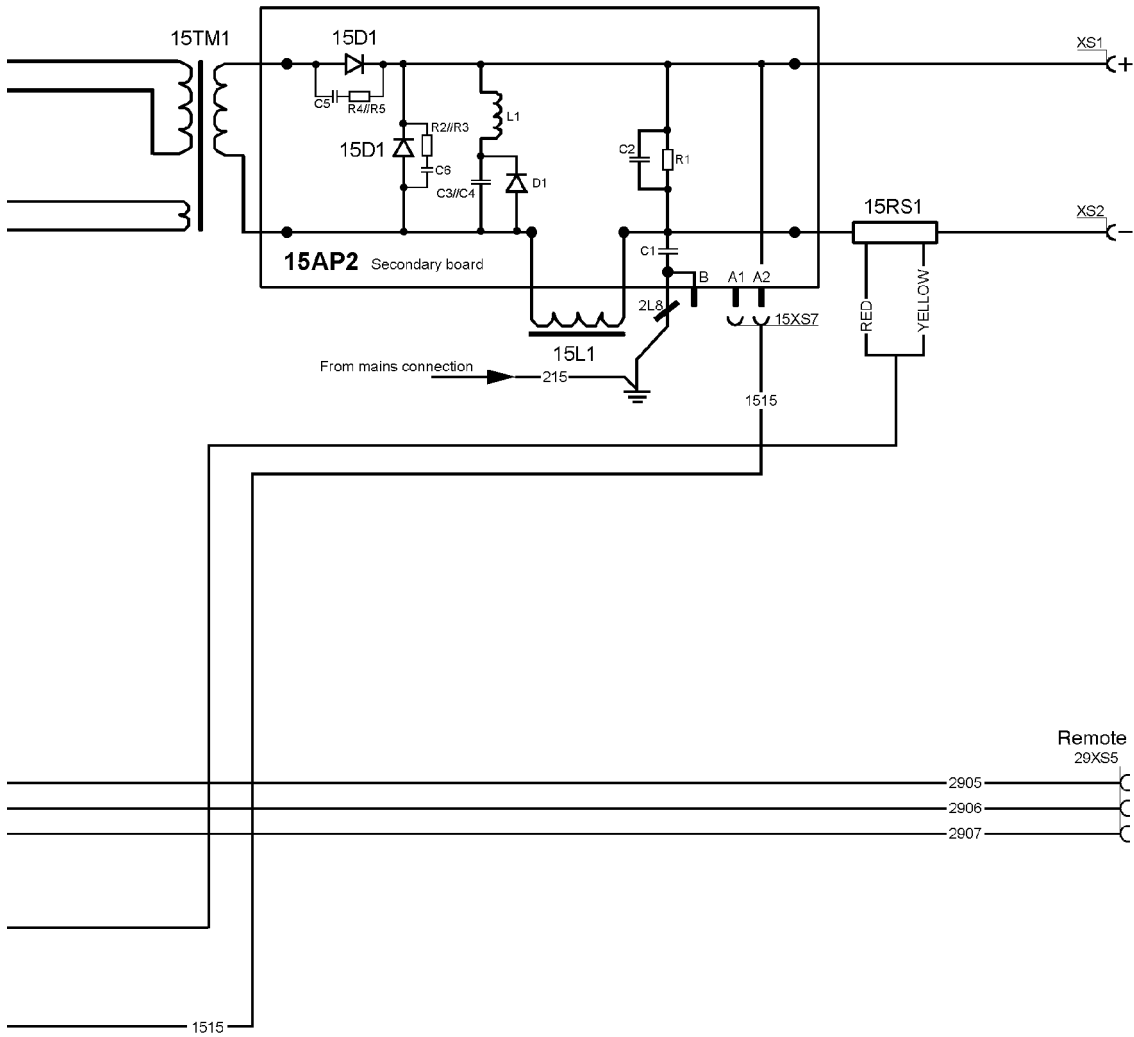 15TM1
15D1
XS1
+
C5
R4//R5
L1
R2//R3
15D1
C6
C3//C4
D1
C2
R1
15RS1
XS2
−
15AP2 Secondary board
C1
B
A1
A2
2L8
15XS7
RED
YELLOW
15L1
From mains connection
215
1515
Remote
29XS5
2905
2906
2907
1515